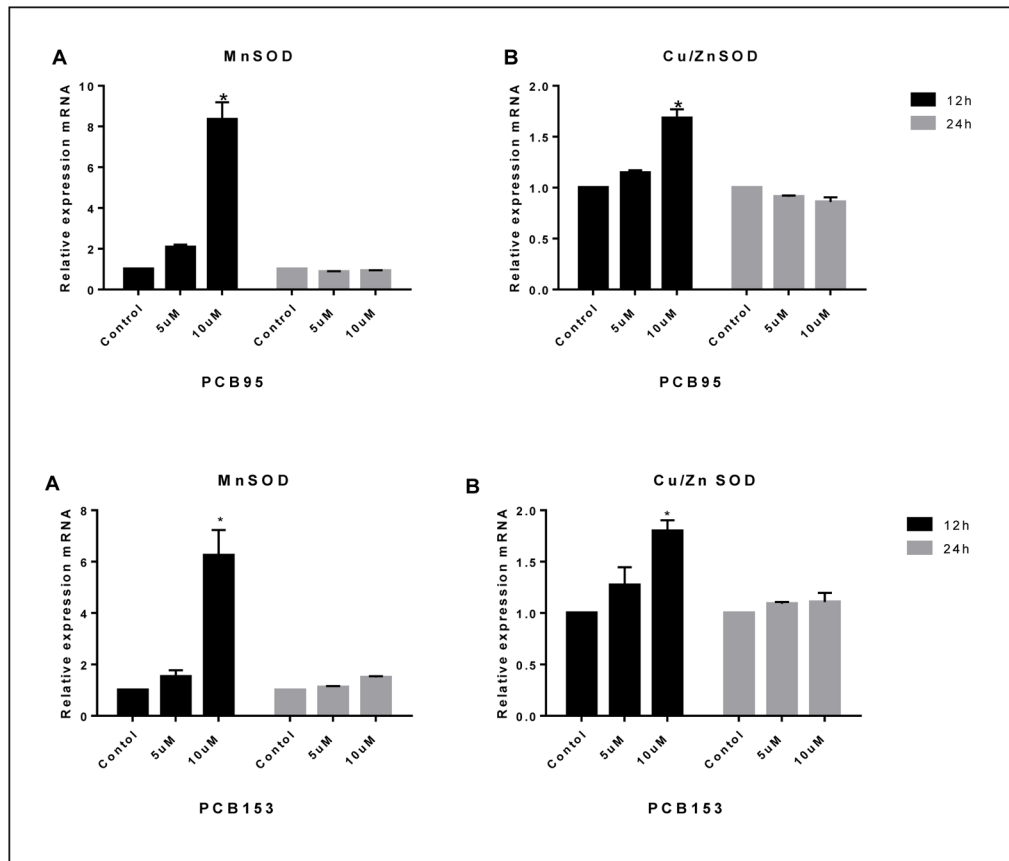 A
MnSOD
Relative expression mRNA
10
8
6
4
2
0
*
Control
5uM
10uM
Control
5uM
10uM
PCB95
B
Cu/ZnSOD
Relative expression mRNA
2.0
1.5
1.0
0.5
0.0
*
Control
5uM
10uM
Control
5uM
10uM
PCB95
12h
24h
A
MnSOD
Relative expression mRNA
8
6
4
2
0
*
Contol
5uM
10uM
Contol
5uM
10uM
PCB153
B
Cu/Zn SOD
Relative expression mRNA
2.0
1.5
1.0
0.5
0.0
*
Control
5uM
10uM
Control
5uM
10uM
PCB153
12h
24h